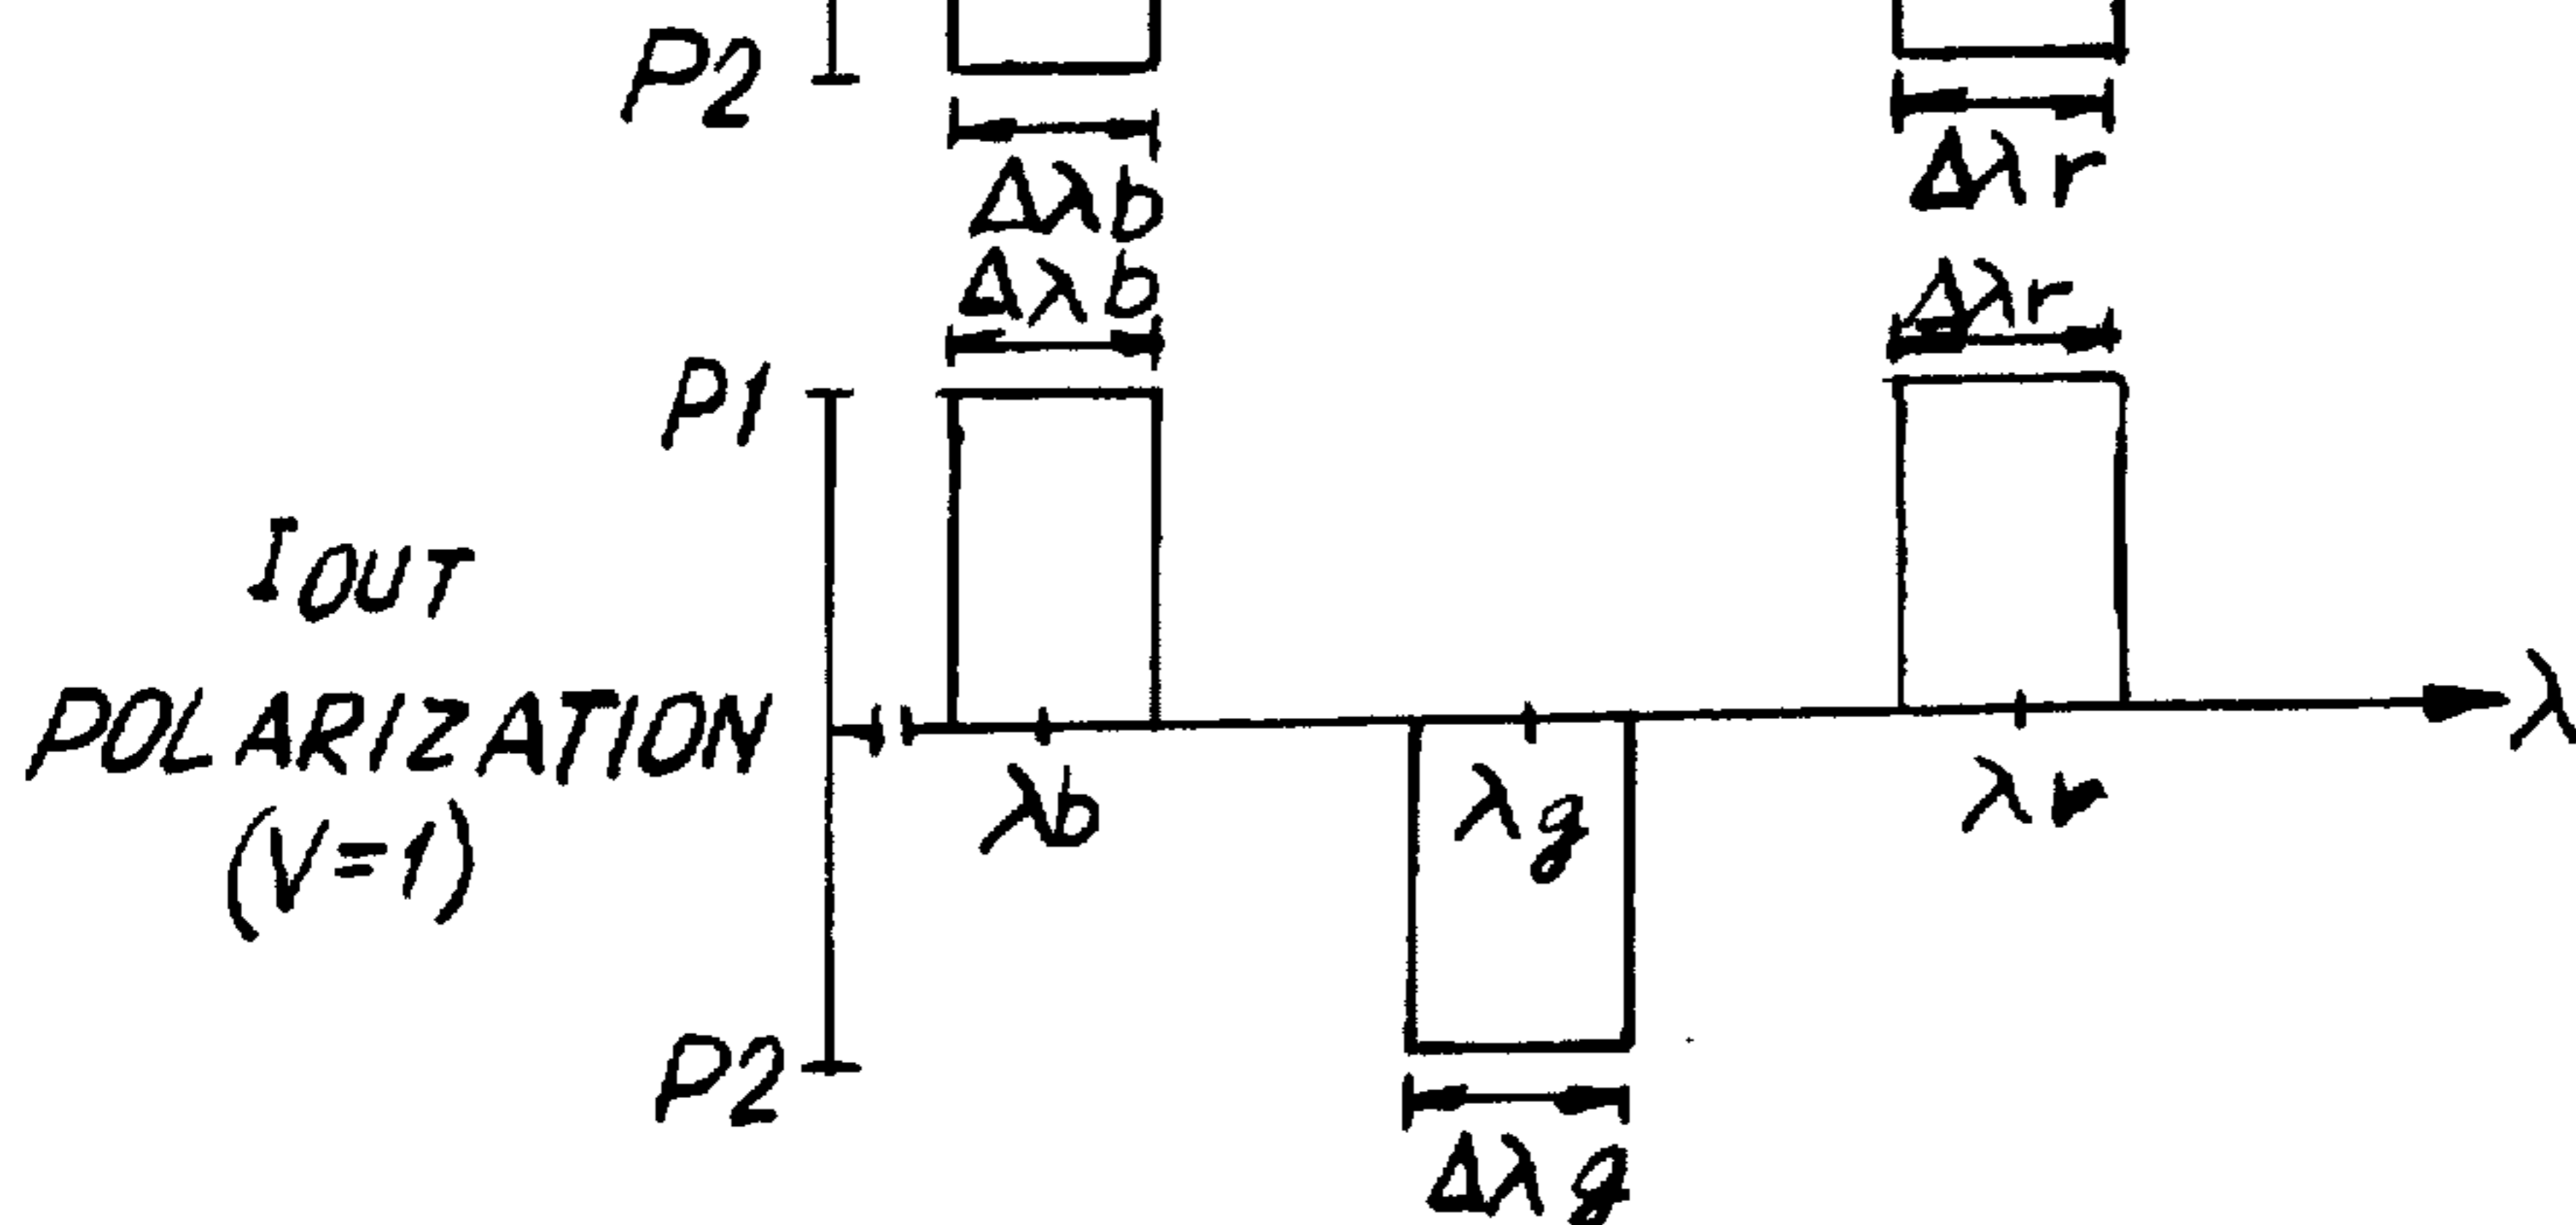 P2
Δλb
Δλr
Δλb
Δλr
P1
IOUT
POLARIZATION
(V=1)
λ
λb
λg
λr
P2
Δλg